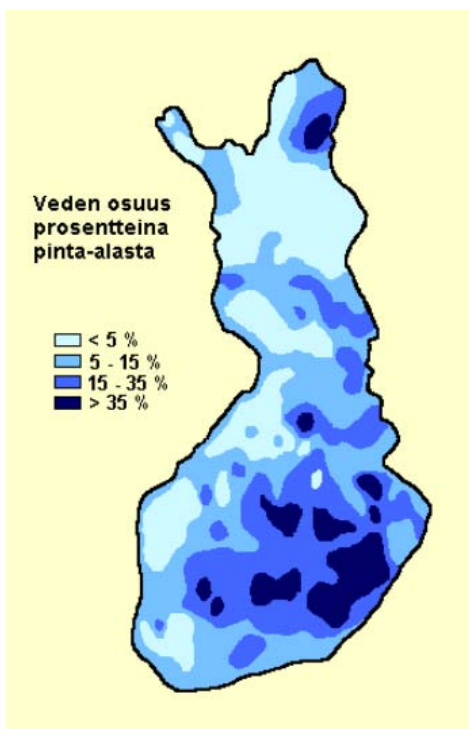 Veden osuus
prosentteina
pinta-alasta
< 5 %
5 - 15 %
15 - 35 %
> 35 %